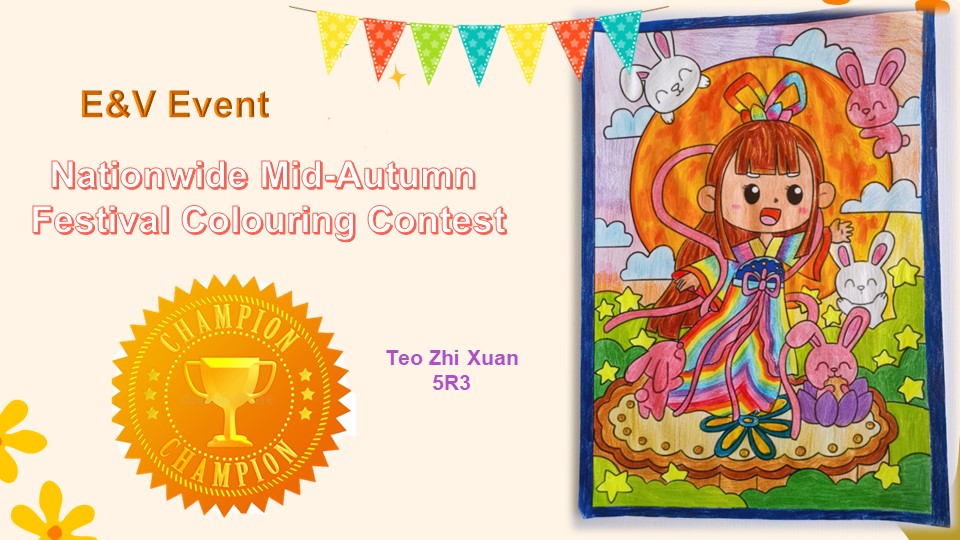 E&V Event
Nationwide Mid-Autumn
Festival Colouring Contest
CHAMPION
CHAMPION
Teo Zhi Xuan
5R3